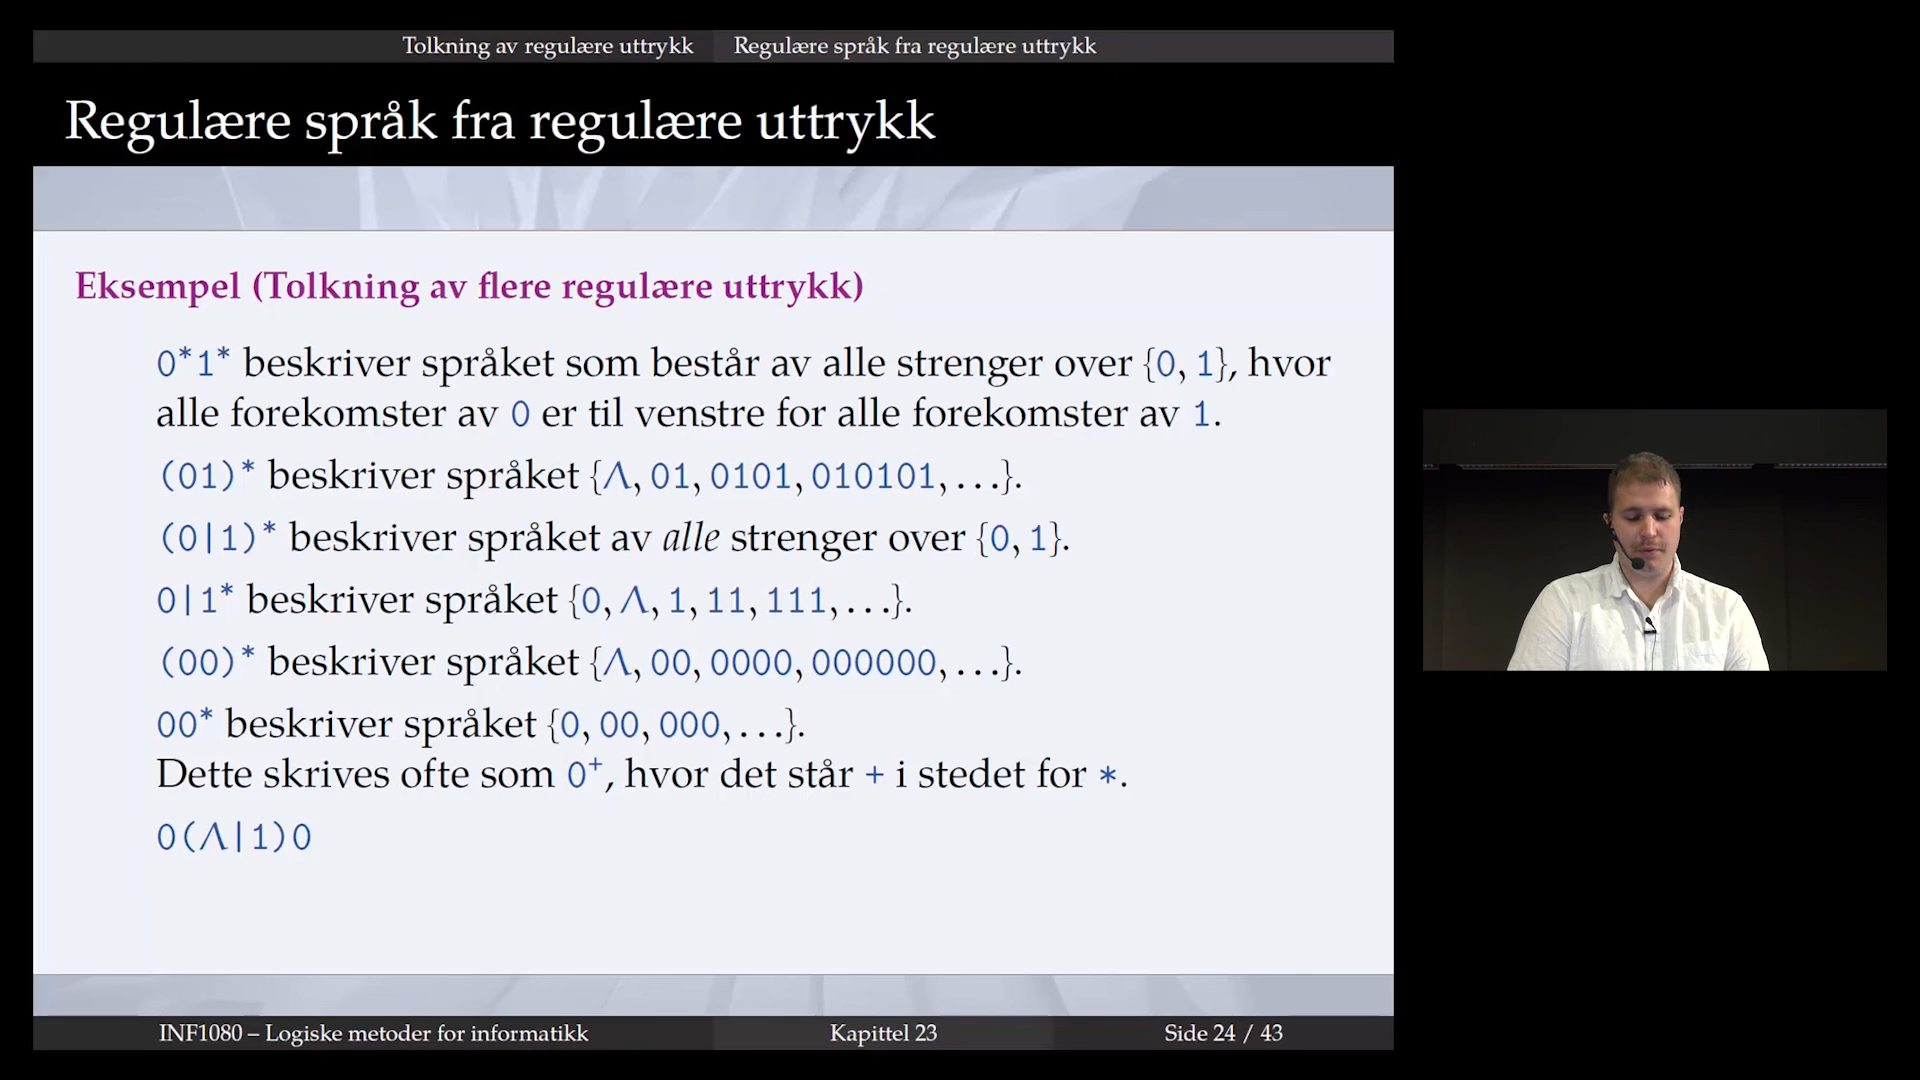 Tolkning av regulære uttrykk Regulære språk fra regulære uttrykk
Regulære språk fra regulære uttrykk
Eksempel (Tolkning av flere regulære uttrykk)
0*1* beskriver språket som består av alle strenger over {0, 1}, hvor
alle forekomster av 0 er til venstre for alle forekomster av 1.
(01)* beskriver språket {Λ, 01, 0101, 010101, . . .}.
(0|1)* beskriver språket av alle strenger over {0, 1}.
0|1* beskriver språket {0, Λ, 1, 11, 111, . . .}.
(00)* beskriver språket {Λ, 00, 0000, 000000, . . .}.
00* beskriver språket {0, 00, 000, . . .}.
Dette skrives ofte som 0⁺, hvor det står + i stedet for *.
0(Λ|1)0
INF1080 – Logiske metoder for informatikk Kapittel 23 Side 24 / 43